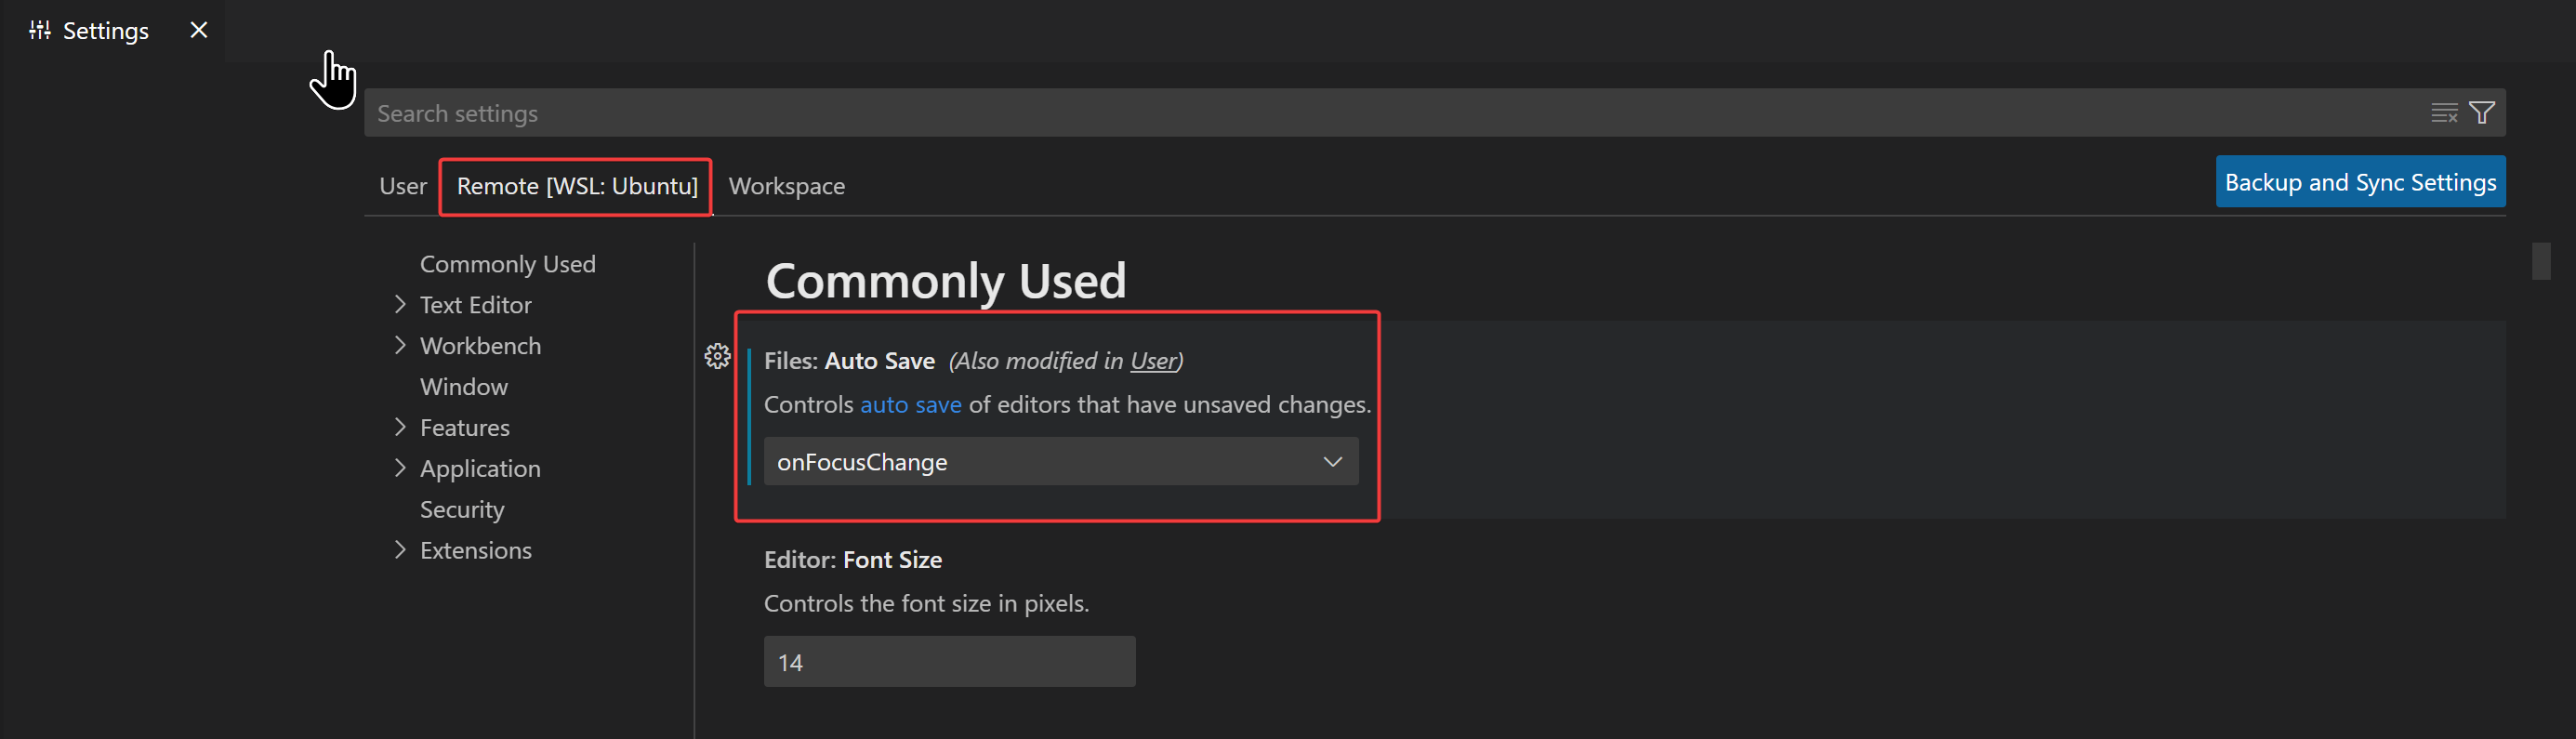 Settings
Search settings
User Remote [WSL: Ubuntu] Workspace
Backup and Sync Settings
Commonly Used
Text Editor
Workbench
Window
Features
Application
Security
Extensions
Commonly Used
Files: Auto Save (Also modified in User)
Controls auto save of editors that have unsaved changes.
onFocusChange
Editor: Font Size
Controls the font size in pixels.
14